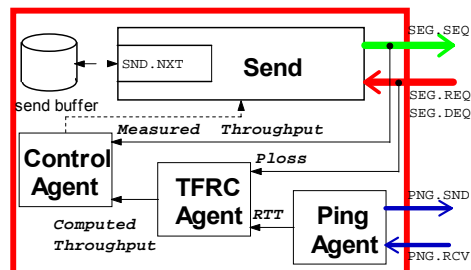 SEG.SEQ
SND.NXT
Send
send buffer
SEG.REQ
SEG.DEQ
Measured Throughput
Control
Agent
Ploss
TFRC
Agent
PNG.SND
Computed
Throughput
RTT
Ping
Agent
PNG.RCV